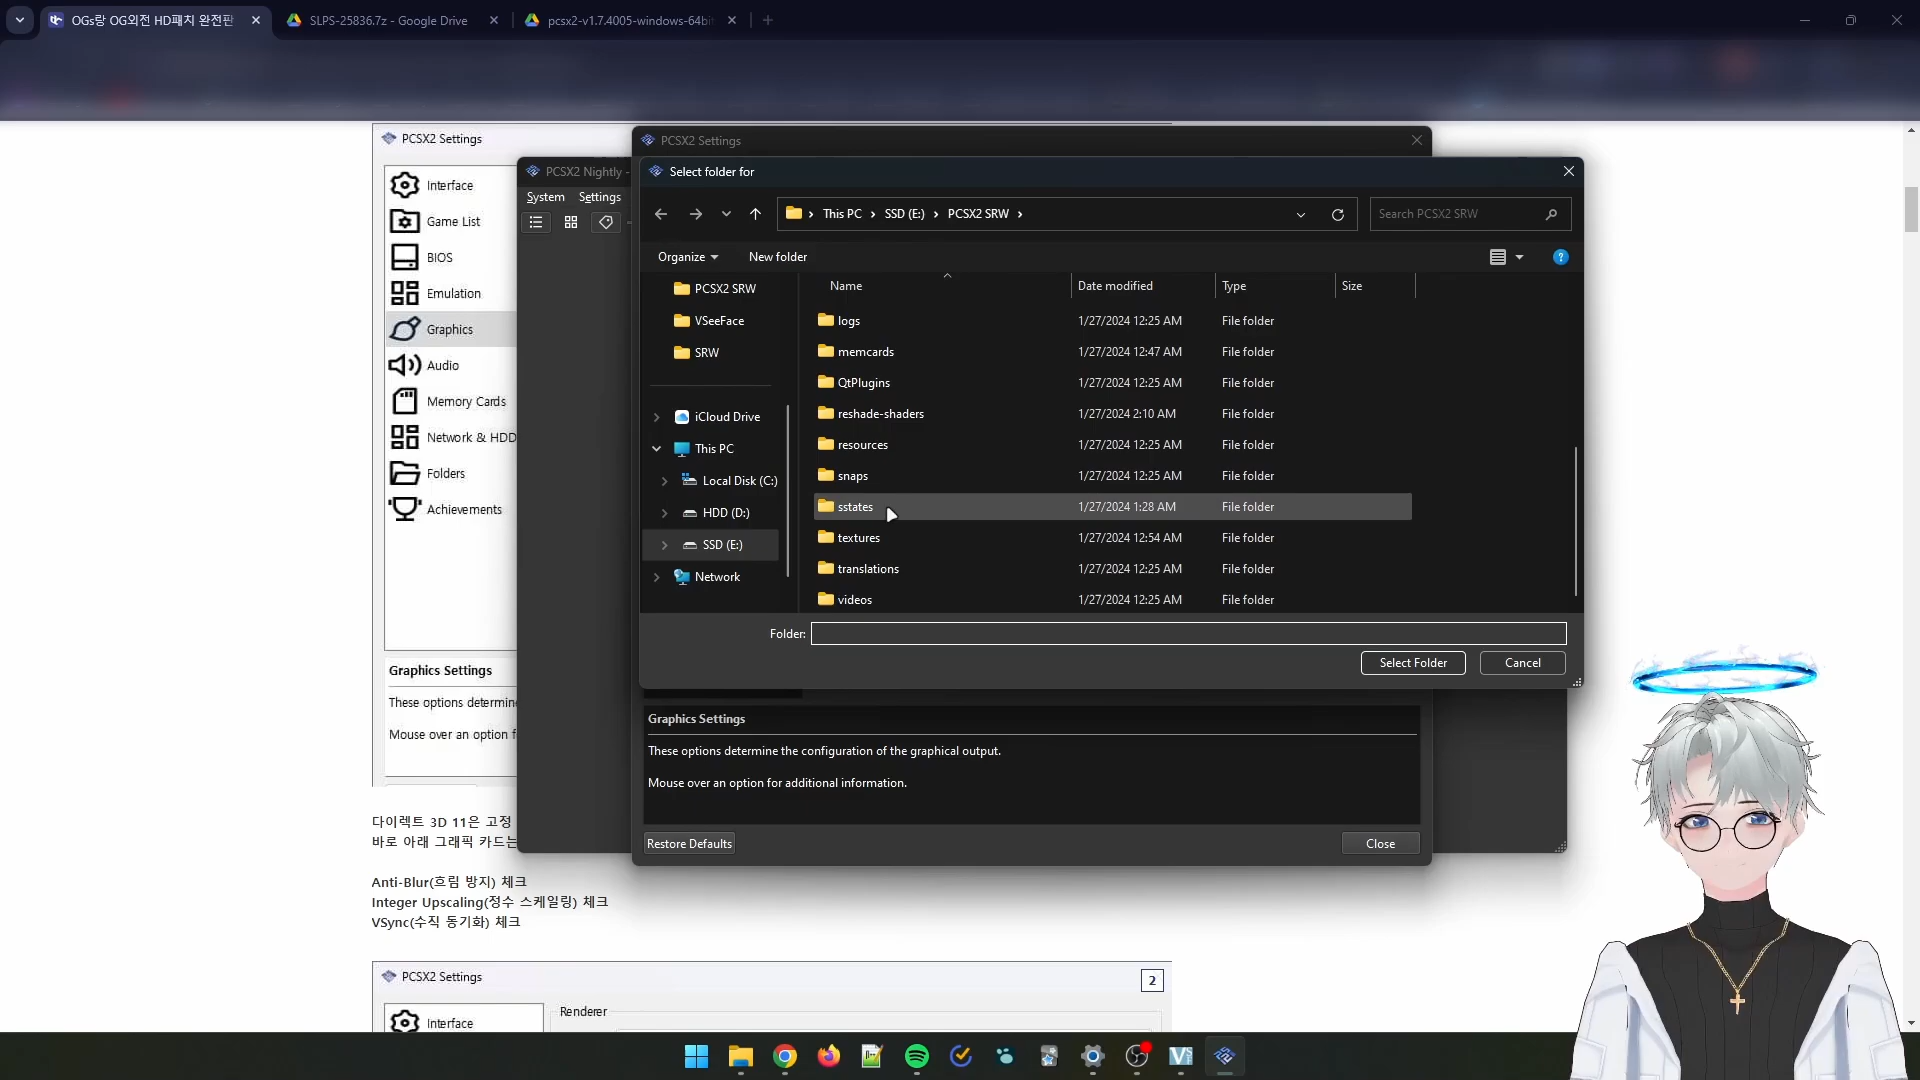 OGs랑 OG외전 HD패치 완전판
SLPS-25836.7z - Google Drive
pcsx2-v1.7.4005-windows-64bit
PCSX2 Settings
Interface
Game List
BIOS
Emulation
Graphics
Audio
Memory Cards
Network & HDD
Folders
Achievements
Graphics Settings
These options determin
Mouse over an option f
PCSX2 Nightly -
System
Settings
PCSX2 Settings
Select folder for
This PC
SSD (E:)
PCSX2 SRW
Search PCSX2 SRW
Organize
New folder
PCSX2 SRW
VSeeFace
SRW
iCloud Drive
This PC
Local Disk (C:)
HDD (D:)
SSD (E:)
Network
Name Date modified Type Size
logs 1/27/2024 12:25 AM File folder
memcards 1/27/2024 12:47 AM File folder
QtPlugins 1/27/2024 12:25 AM File folder
reshade-shaders 1/27/2024 2:10 AM File folder
resources 1/27/2024 12:25 AM File folder
snaps 1/27/2024 12:25 AM File folder
sstates 1/27/2024 1:28 AM File folder
textures 1/27/2024 12:54 AM File folder
translations 1/27/2024 12:25 AM File folder
videos 1/27/2024 12:25 AM File folder
Folder:
Select Folder
Cancel
Graphics Settings
These options determine the configuration of the graphical output.
Mouse over an option for additional information.
Restore Defaults
Close
다이렉트 3D 11은 고정
바로 아래 그래픽 카드는
Anti-Blur(흐림 방지) 체크
Integer Upscaling(정수 스케일링) 체크
VSync(수직 동기화) 체크
PCSX2 Settings
2
Interface
Renderer